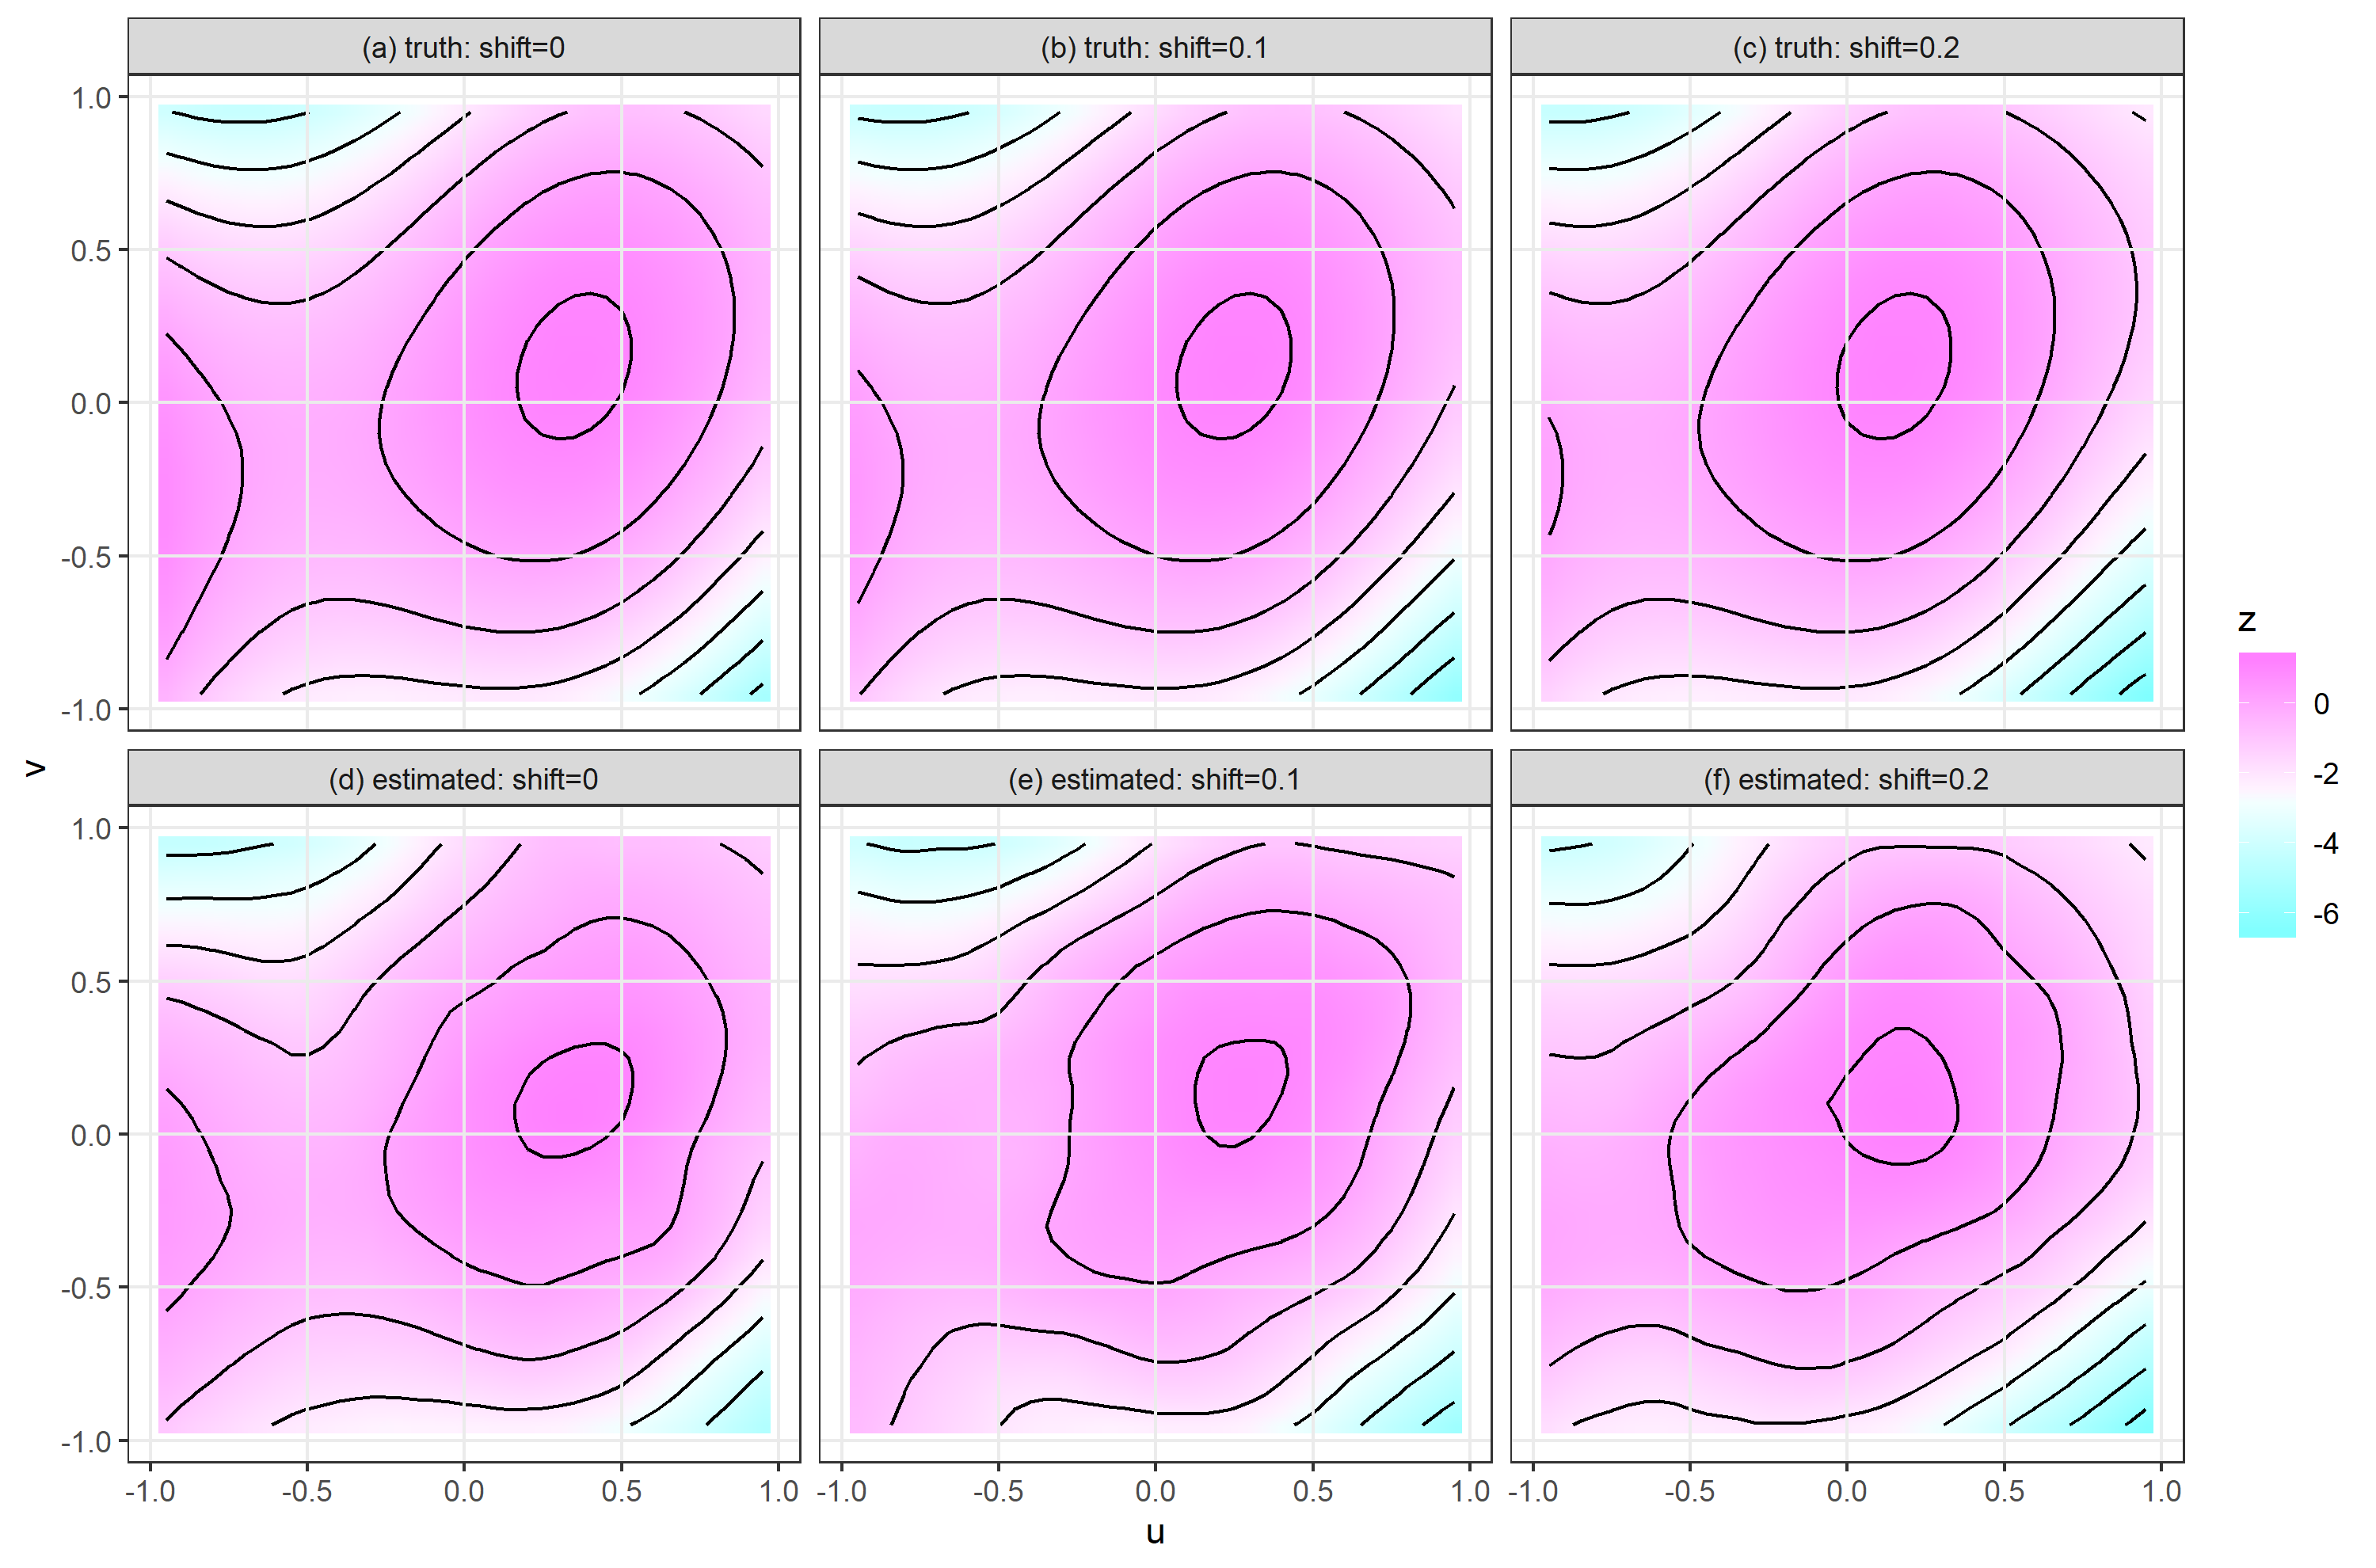 (a) truth: shift=0
(b) truth: shift=0.1
(c) truth: shift=0.2
1.0
0.5
0.0
-0.5
-1.0
(d) estimated: shift=0
(e) estimated: shift=0.1
(f) estimated: shift=0.2
1.0
0.5
0.0
-0.5
-1.0
-1.0 -0.5 0.0 0.5 1.0
-1.0 -0.5 0.0 0.5 1.0
-1.0 -0.5 0.0 0.5 1.0
u
v
z
0
-2
-4
-6